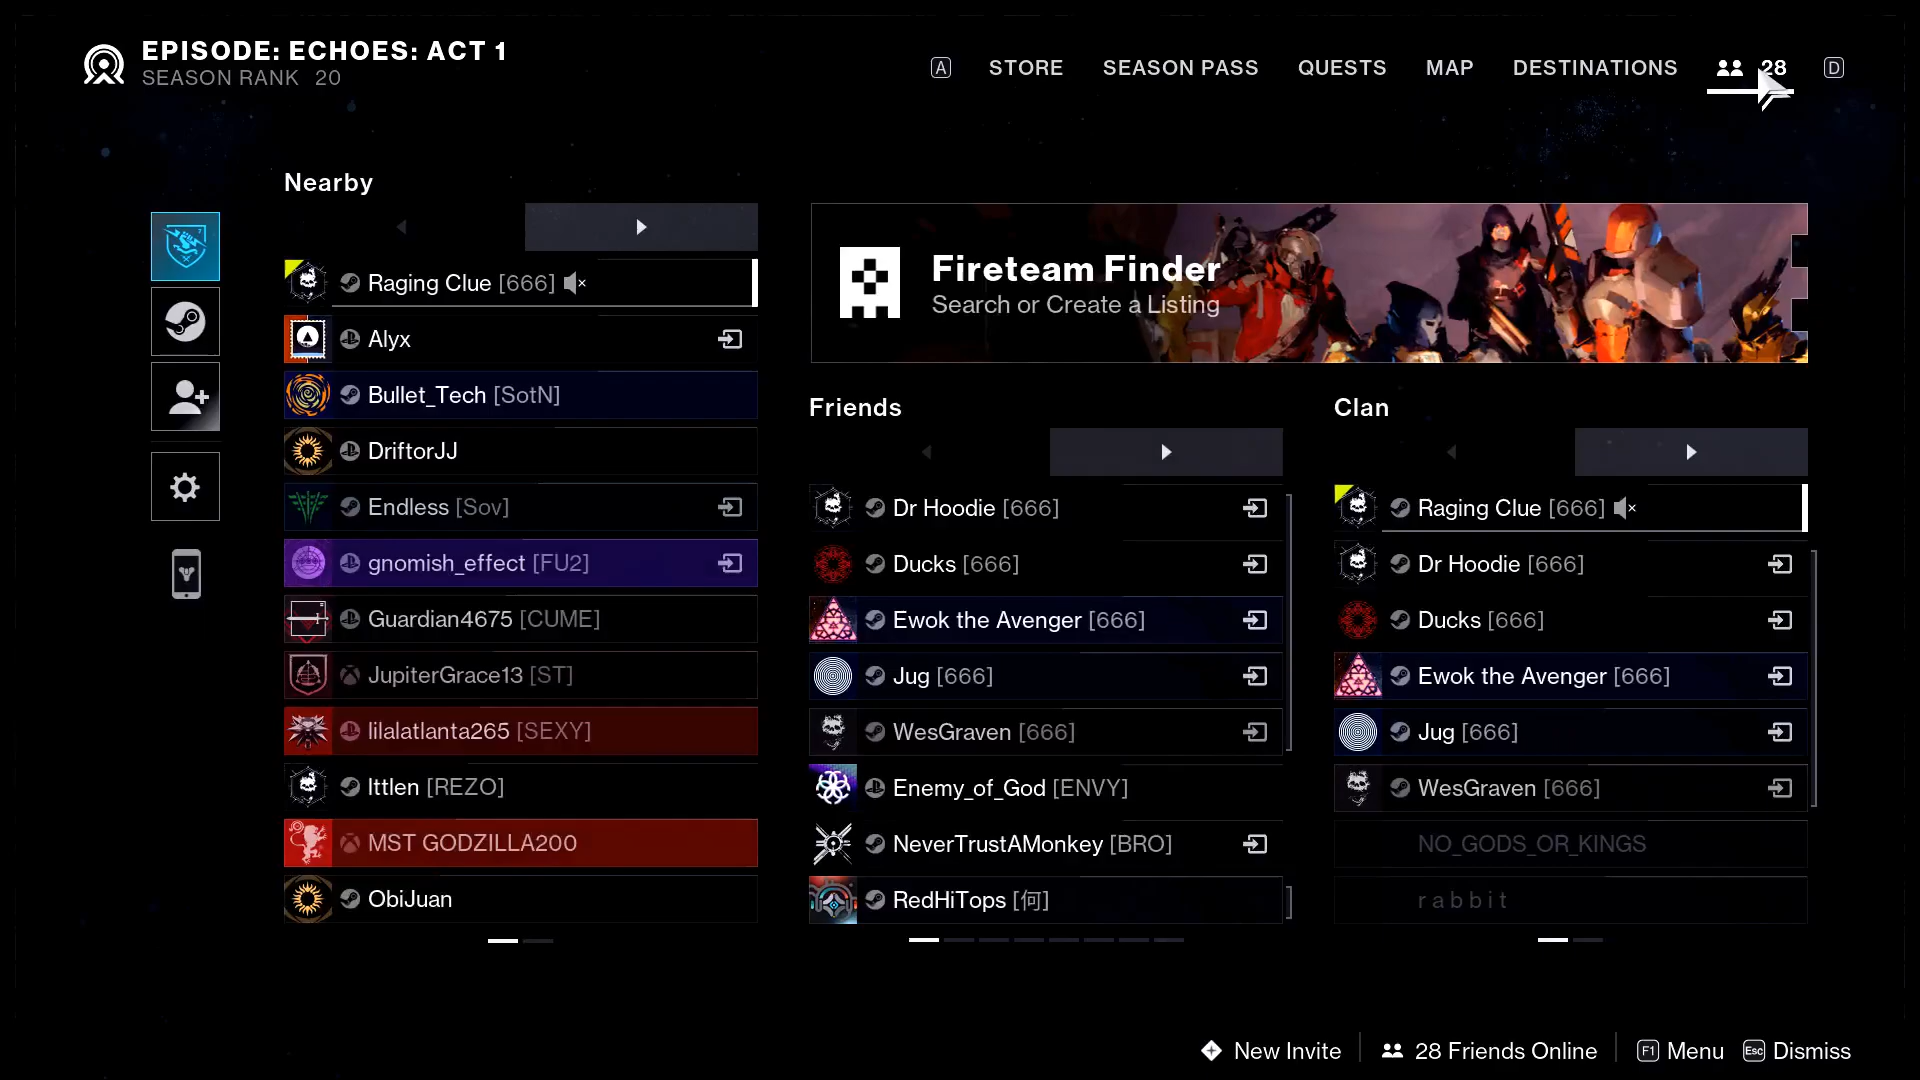 EPISODE: ECHOES: ACT 1
SEASON RANK 20
A STORE SEASON PASS QUESTS MAP DESTINATIONS 28 D
Nearby
Raging Clue [666]
Alyx
Bullet_Tech [SotN]
DriftorJJ
Endless [Sov]
gnomish_effect [FU2]
Guardian4675 [CUME]
JupiterGrace13 [ST]
lilalatlanta265 [SEXY]
Ittlen [REZO]
MST GODZILLA200
ObiJuan
Fireteam Finder
Search or Create a Listing
Friends
Dr Hoodie [666]
Ducks [666]
Ewok the Avenger [666]
Jug [666]
WesGraven [666]
Enemy_of_God [ENVY]
NeverTrustAMonkey [BRO]
RedHiTops [何]
Clan
Raging Clue [666]
Dr Hoodie [666]
Ducks [666]
Ewok the Avenger [666]
Jug [666]
WesGraven [666]
NO_GODS_OR_KINGS
r a b b i t
New Invite 28 Friends Online F1 Menu Esc Dismiss